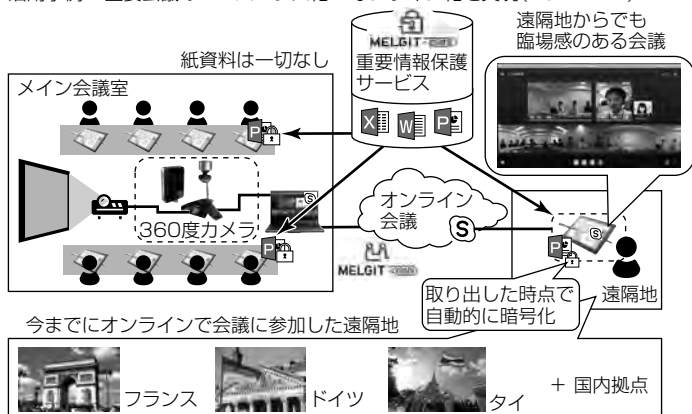 遠隔地からでも
臨場感のある会議
紙資料は一切なし
MELGIT
重要情報保護
サービス
メイン会議室
X
W
P
P
オンライン
会議
S
S
S
360度カメラ
P
P
MELGIT
取り出した時点で
自動的に暗号化
遠隔地
今までにオンラインで会議に参加した遠隔地
フランス
ドイツ
タイ
+ 国内拠点